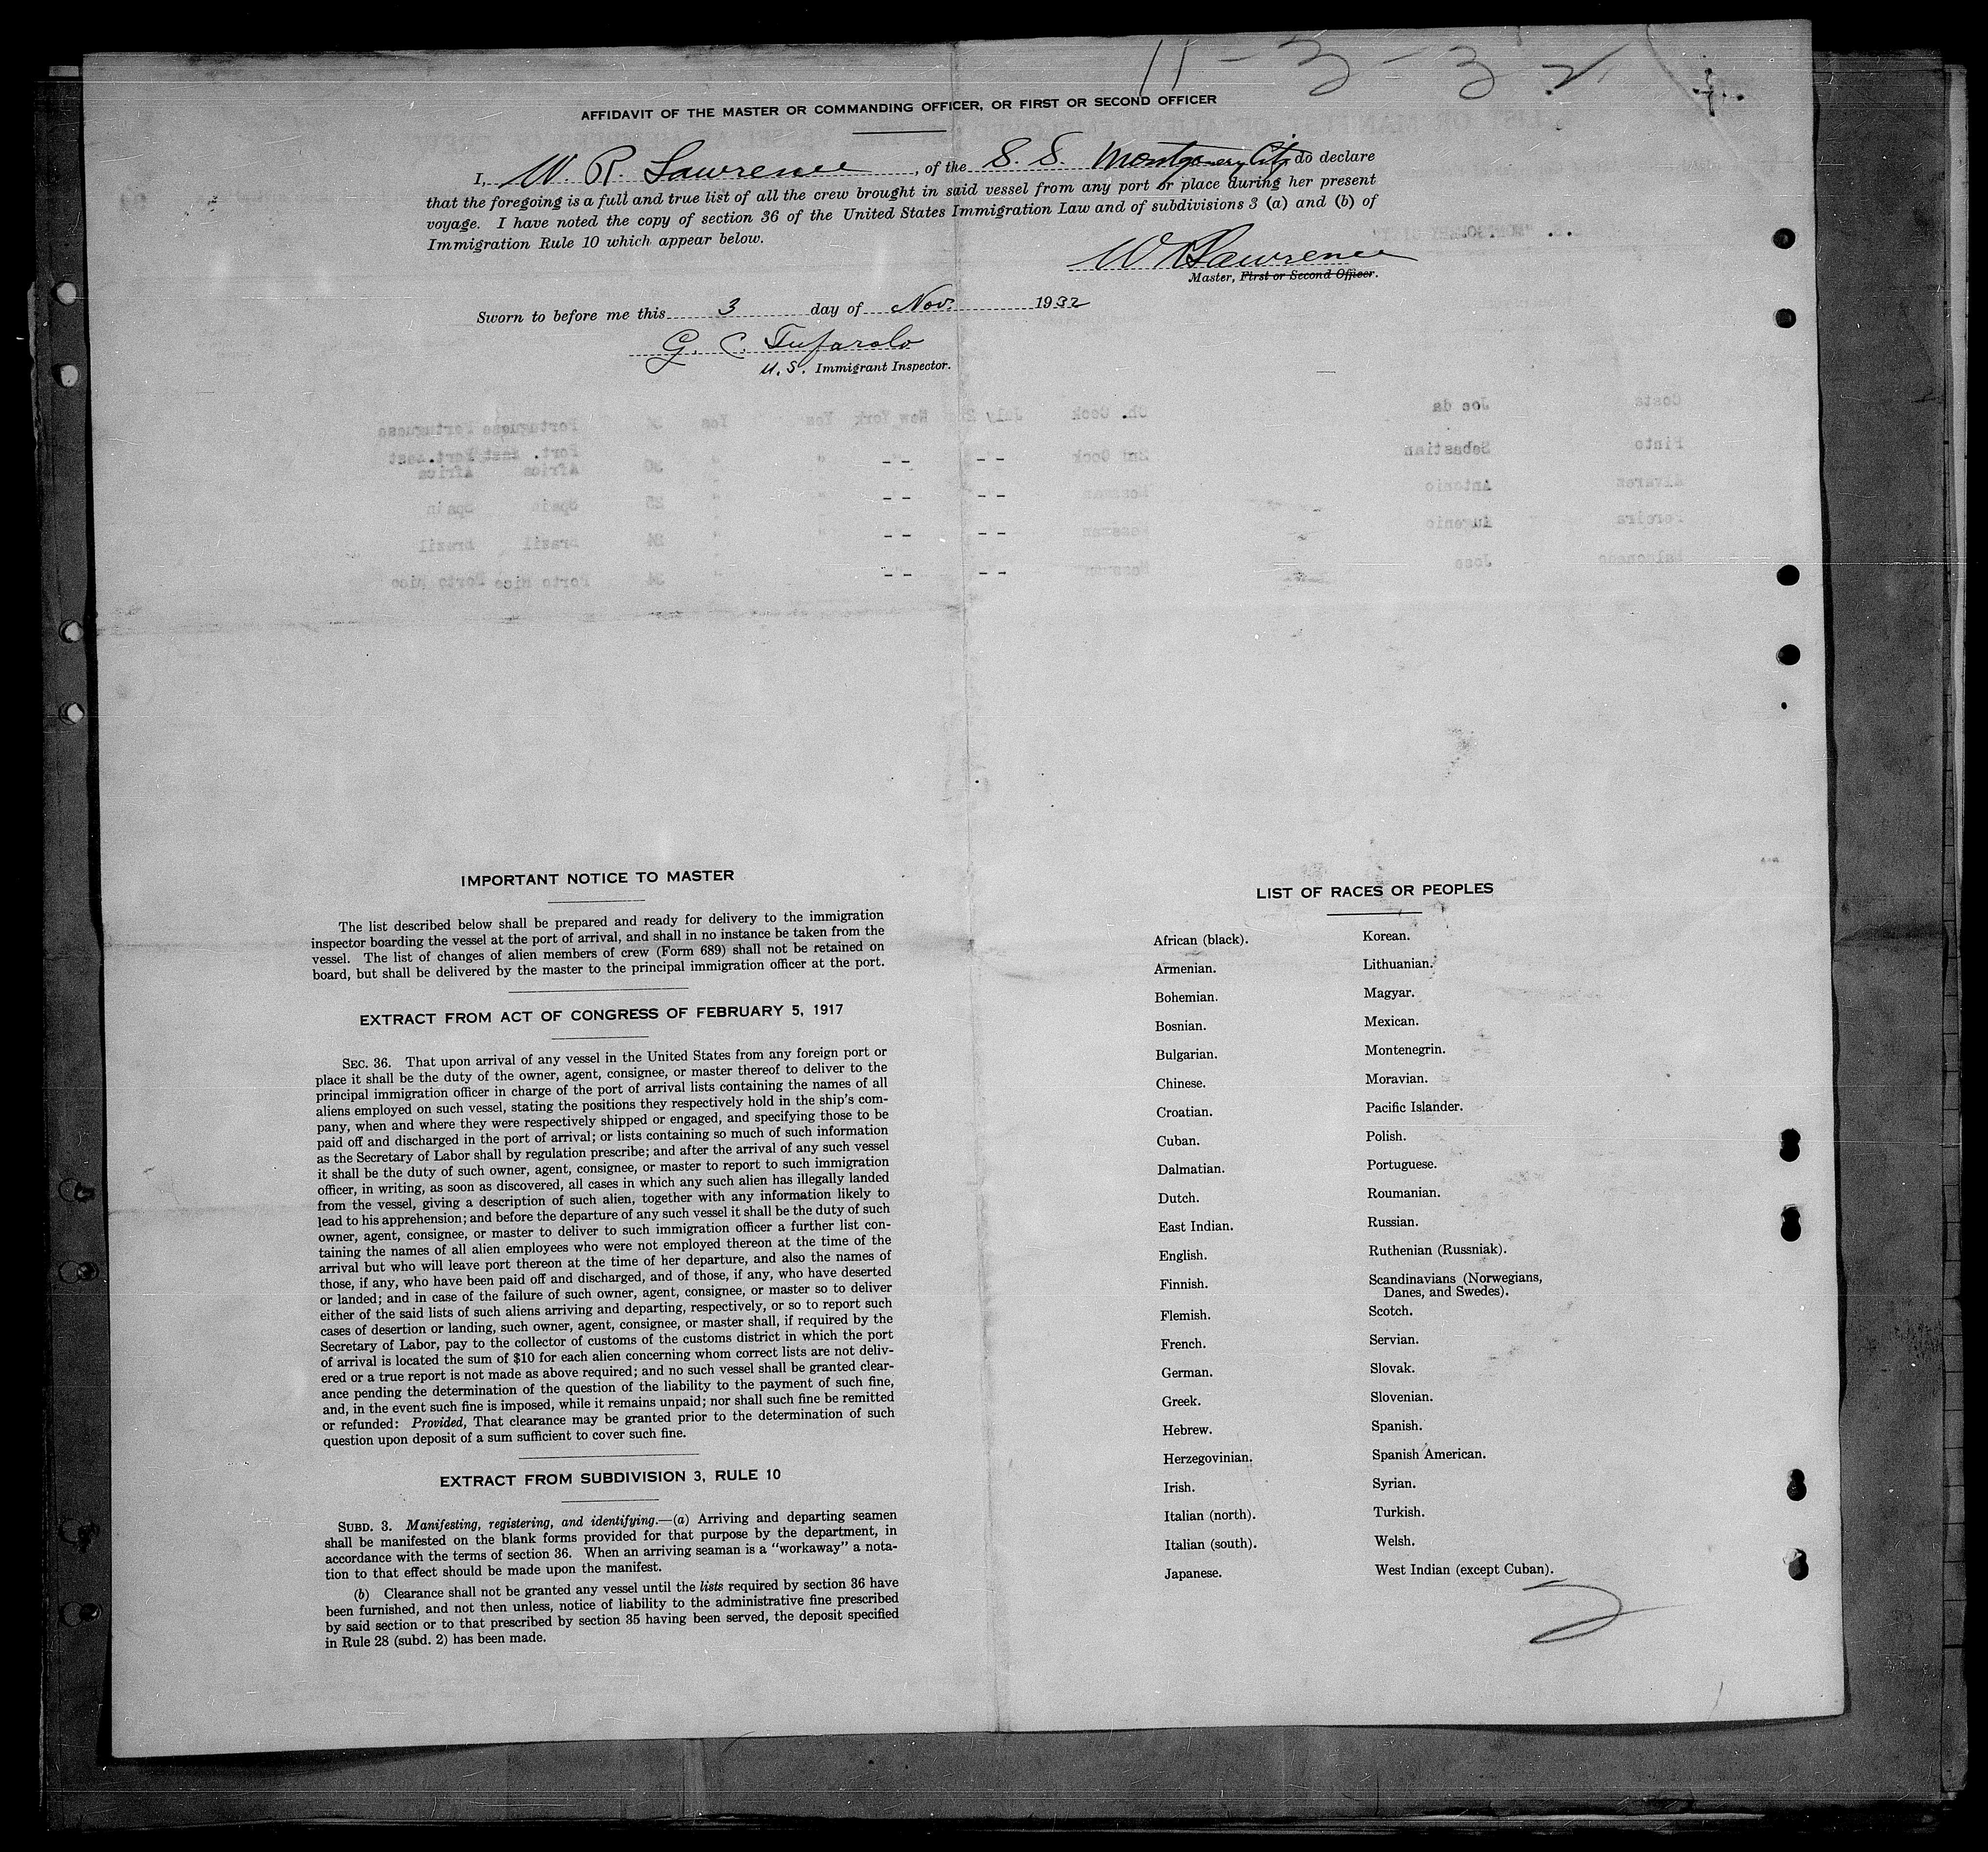 11-3-32
AFFIDAVIT OF THE MASTER OR COMMANDING OFFICER, OR FIRST OR SECOND OFFICER
I, W. R. Lawrence, of the S. S. Montgomery City do declare
that the foregoing is a full and true list of all the crew brought in said vessel from any port or place during her present
voyage. I have noted the copy of section 36 of the United States Immigration Law and of subdivisions 3 (a) and (b) of
Immigration Rule 10 which appear below.
W R Lawrence
Master, First or Second Officer.
Sworn to before me this 3 day of Nov. 1932
G. C. Tufarolo
U. S. Immigrant Inspector.
IMPORTANT NOTICE TO MASTER
The list described below shall be prepared and ready for delivery to the immigration
inspector boarding the vessel at the port of arrival, and shall in no instance be taken from the
vessel. The list of changes of alien members of crew (Form 689) shall not be retained on
board, but shall be delivered by the master to the principal immigration officer at the port.
EXTRACT FROM ACT OF CONGRESS OF FEBRUARY 5, 1917
SEC. 36. That upon arrival of any vessel in the United States from any foreign port or
place it shall be the duty of the owner, agent, consignee, or master thereof to deliver to the
principal immigration officer in charge of the port of arrival lists containing the names of all
aliens employed on such vessel, stating the positions they respectively hold in the ship's com-
pany, when and where they were respectively shipped or engaged, and specifying those to be
paid off and discharged in the port of arrival; or lists containing so much of such information
as the Secretary of Labor shall by regulation prescribe; and after the arrival of any such vessel
it shall be the duty of such owner, agent, consignee, or master to report to such immigration
officer, in writing, as soon as discovered, all cases in which any such alien has illegally landed
from the vessel, giving a description of such alien, together with any information likely to
lead to his apprehension; and before the departure of any such vessel it shall be the duty of such
owner, agent, consignee, or master to deliver to such immigration officer a further list con-
taining the names of all alien employees who were not employed thereon at the time of the
arrival but who will leave port thereon at the time of her departure, and also the names of
those, if any, who have been paid off and discharged, and of those, if any, who have deserted
or landed; and in case of the failure of such owner, agent, consignee, or master so to deliver
either of the said lists of such aliens arriving and departing, respectively, or so to report such
cases of desertion or landing, such owner, agent, consignee, or master shall, if required by the
Secretary of Labor, pay to the collector of customs of the customs district in which the port
of arrival is located the sum of $10 for each alien concerning whom correct lists are not deliv-
ered or a true report is not made as above required; and no such vessel shall be granted clear-
ance pending the determination of the question of the liability to the payment of such fine,
and, in the event such fine is imposed, while it remains unpaid; nor shall such fine be remitted
or refunded: Provided, That clearance may be granted prior to the determination of such
question upon deposit of a sum sufficient to cover such fine.
EXTRACT FROM SUBDIVISION 3, RULE 10
SUBD. 3. Manifesting, registering, and identifying.—(a) Arriving and departing seamen
shall be manifested on the blank forms provided for that purpose by the department, in
accordance with the terms of section 36. When an arriving seaman is a "workaway" a nota-
tion to that effect should be made upon the manifest.
(b) Clearance shall not be granted any vessel until the lists required by section 36 have
been furnished, and not then unless, notice of liability to the administrative fine prescribed
by said section or to that prescribed by section 35 having been served, the deposit specified
in Rule 28 (subd. 2) has been made.
LIST OF RACES OR PEOPLES
African (black).
Armenian.
Bohemian.
Bosnian.
Bulgarian.
Chinese.
Croatian.
Cuban.
Dalmatian.
Dutch.
East Indian.
English.
Finnish.
Flemish.
French.
German.
Greek.
Hebrew.
Herzegovinian.
Irish.
Italian (north).
Italian (south).
Japanese.
Korean.
Lithuanian.
Magyar.
Mexican.
Montenegrin.
Moravian.
Pacific Islander.
Polish.
Portuguese.
Roumanian.
Russian.
Ruthenian (Russniak).
Scandinavians (Norwegians,
Danes, and Swedes).
Scotch.
Servian.
Slovak.
Slovenian.
Spanish.
Spanish American.
Syrian.
Turkish.
Welsh.
West Indian (except Cuban).